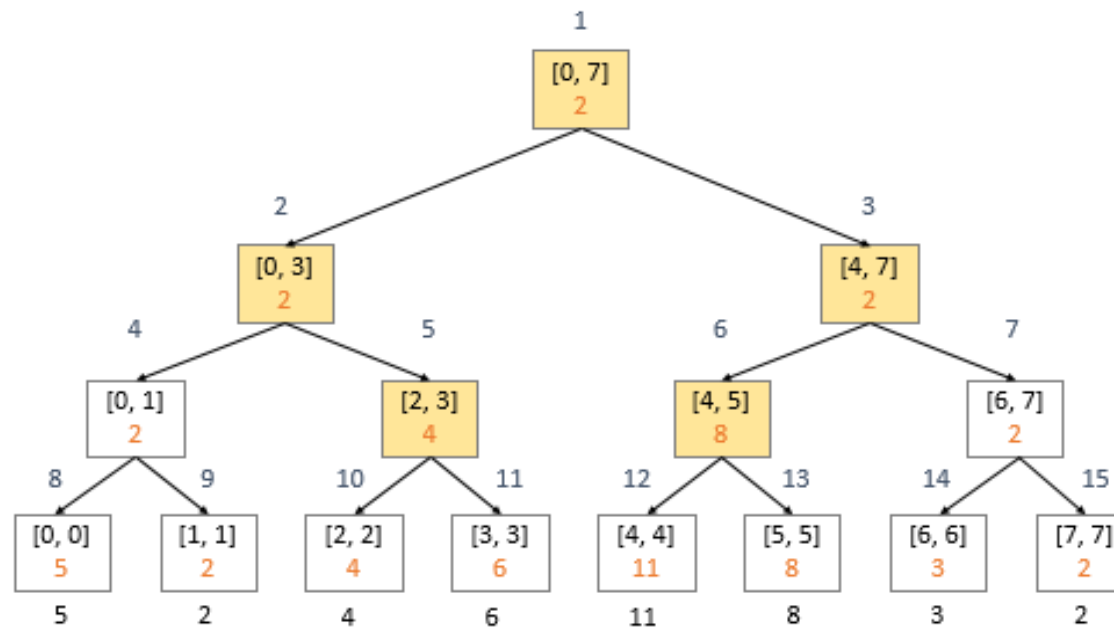 1
[0, 7]
2
2 3
[0, 3] [4, 7]
2 2
4 5 6 7
[0, 1] [2, 3] [4, 5] [6, 7]
2 4 8 2
8 9 10 11 12 13 14 15
[0, 0] [1, 1] [2, 2] [3, 3] [4, 4] [5, 5] [6, 6] [7, 7]
5 2 4 6 11 8 3 2
5 2 4 6 11 8 3 2